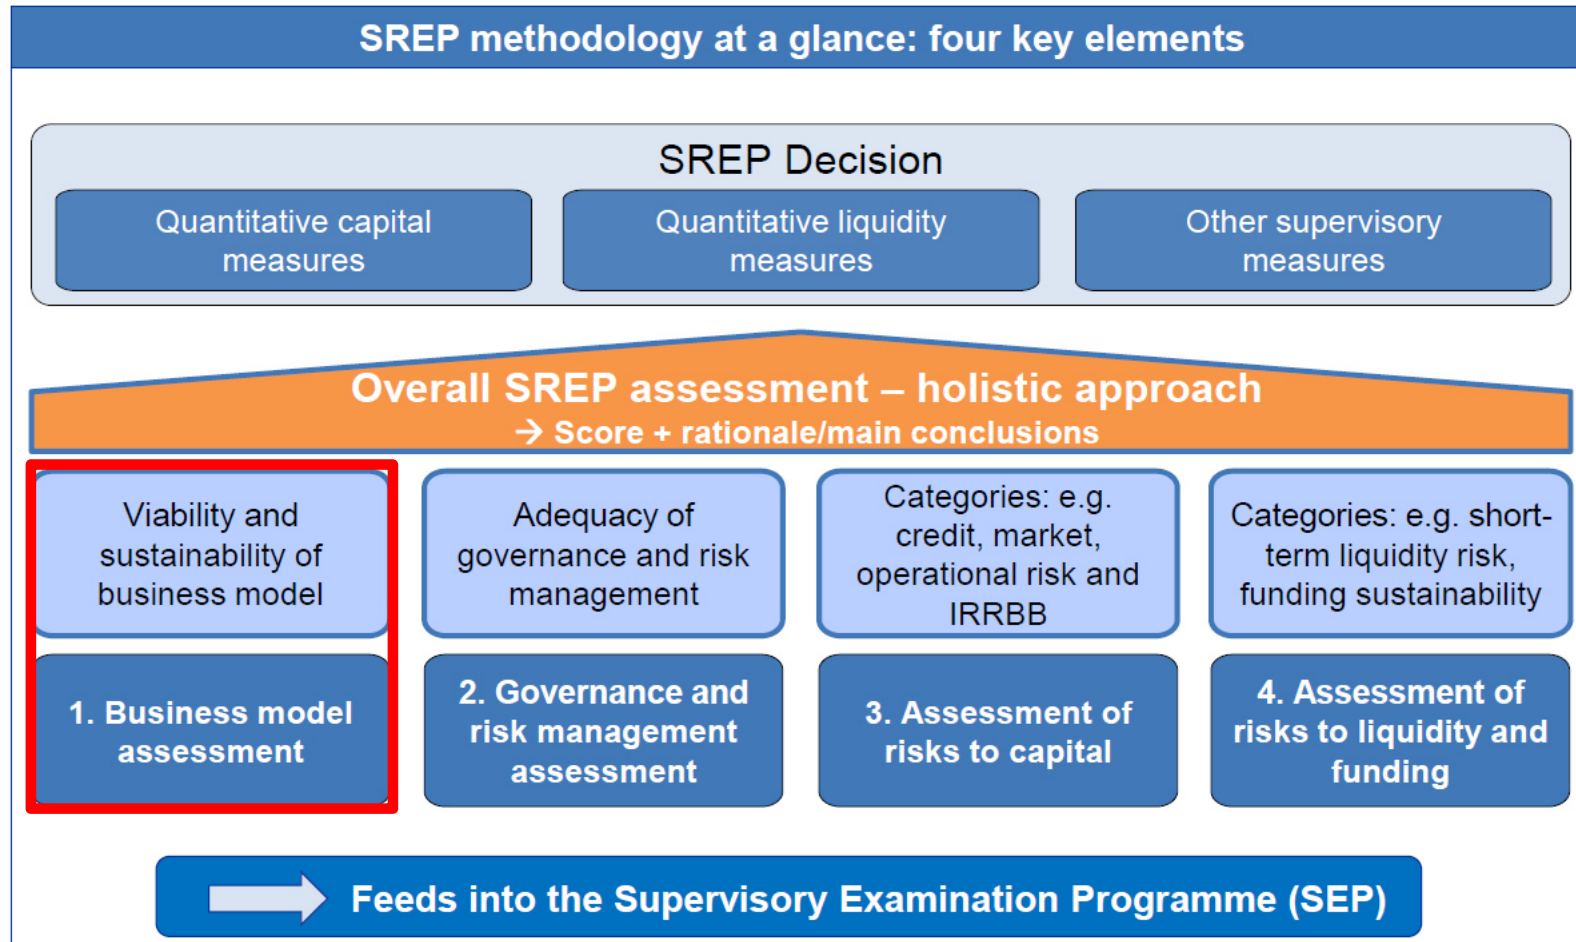 SREP methodology at a glance: four key elements
SREP Decision
Quantitative capital
measures
Quantitative liquidity
measures
Other supervisory
measures
Overall SREP assessment – holistic approach
→ Score + rationale/main conclusions
Viability and
sustainability of
business model
Adequacy of
governance and risk
management
Categories: e.g.
credit, market,
operational risk and
IRRBB
Categories: e.g. short-
term liquidity risk,
funding sustainability
1. Business model
assessment
2. Governance and
risk management
assessment
3. Assessment of
risks to capital
4. Assessment of
risks to liquidity and
funding
Feeds into the Supervisory Examination Programme (SEP)